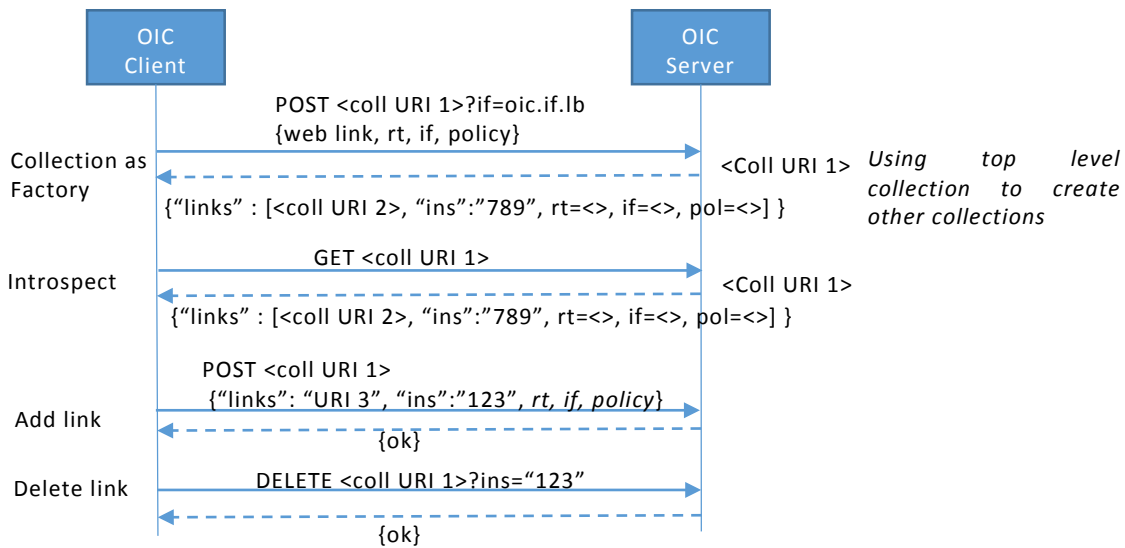 OIC
Client
OIC
Server
POST <coll URI 1>?if=oic.if.lb
{web link, rt, if, policy}
Collection as
Factory
<Coll URI 1>
Using top level
collection to create
other collections
{“links” : [<coll URI 2>, “ins”:”789”, rt=<>, if=<>, pol=<>] }
GET <coll URI 1>
Introspect
<Coll URI 1>
{“links” : [<coll URI 2>, “ins”:”789”, rt=<>, if=<>, pol=<>] }
POST <coll URI 1>
{“links”: “URI 3”, “ins”:”123”, rt, if, policy}
Add link
{ok}
Delete link
DELETE <coll URI 1>?ins=“123”
{ok}